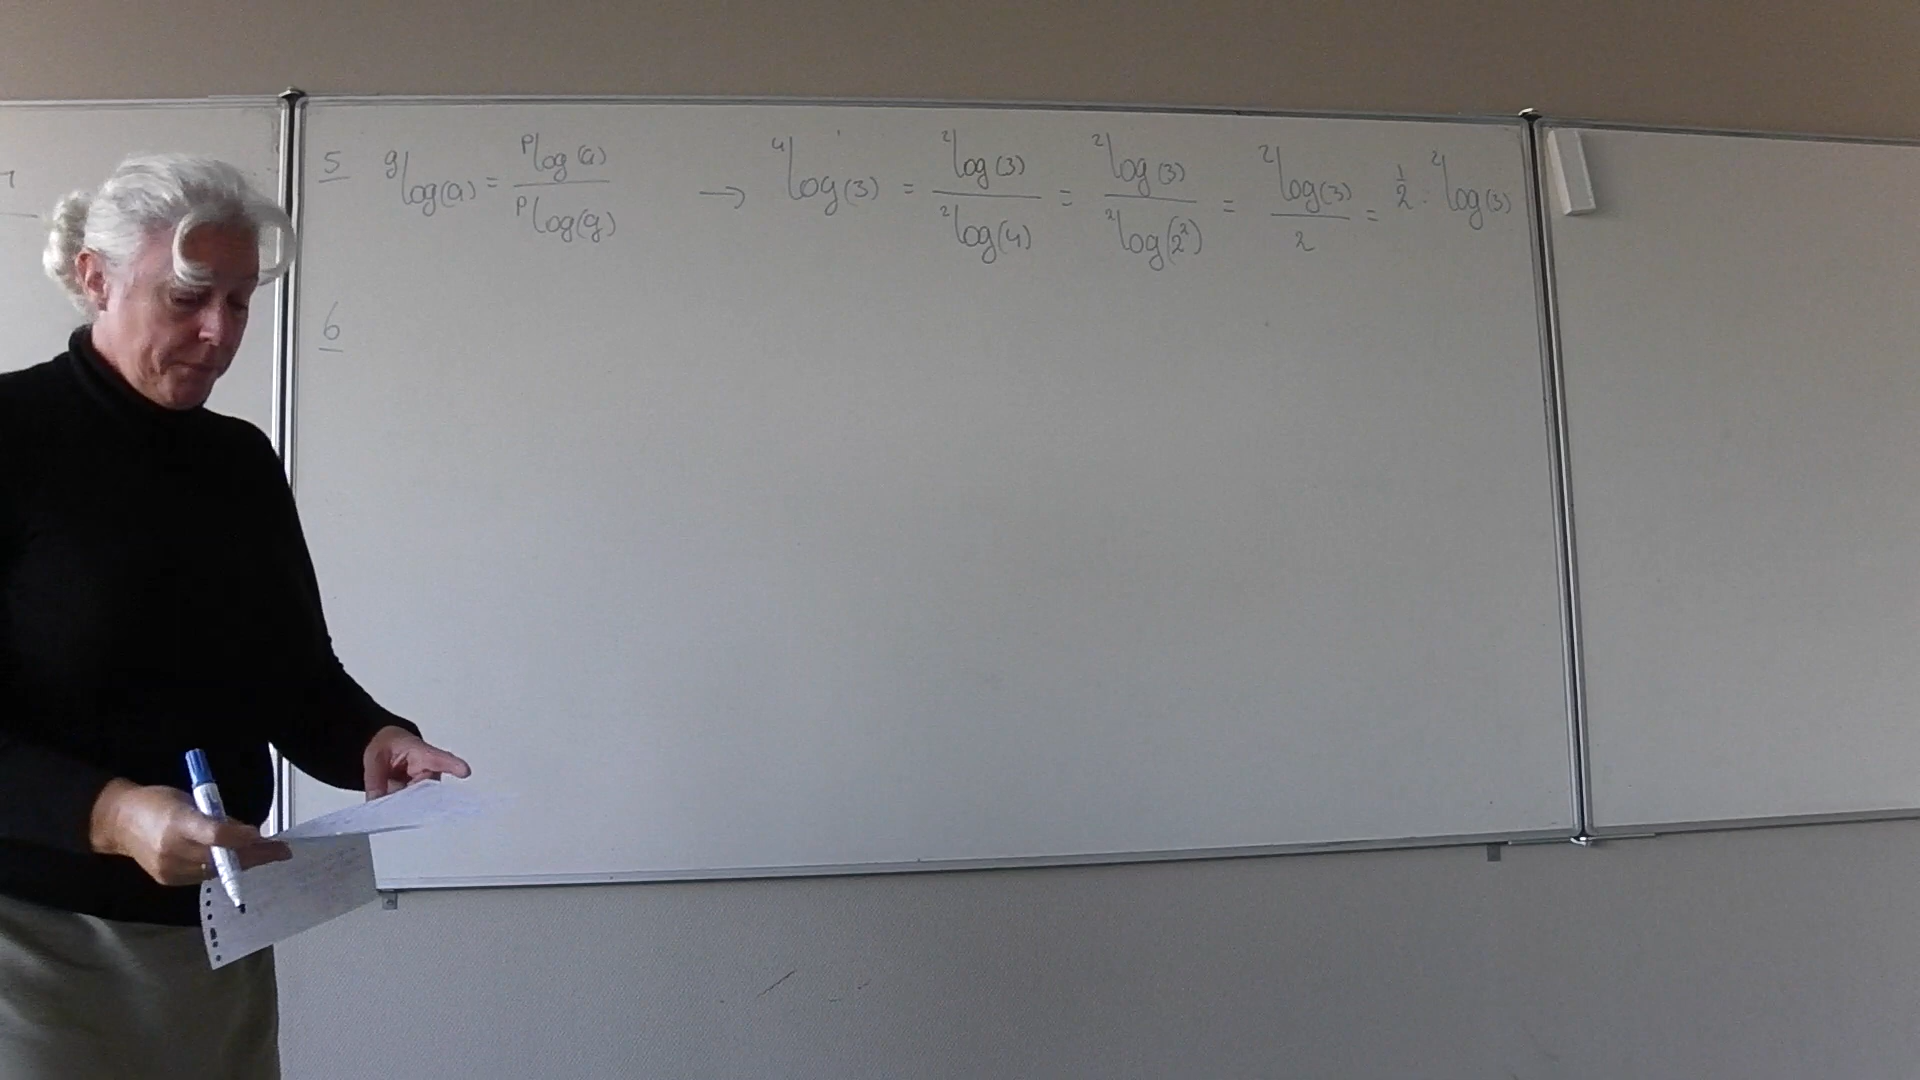 5 ᵍlog(a) = ᵖlog(a) / ᵖlog(g) → ⁴log(3) = ²log(3) / ²log(4) = ²log(3) / ²log(2²) = ²log(3) / 2 = 1/2 · ²log(3)
6